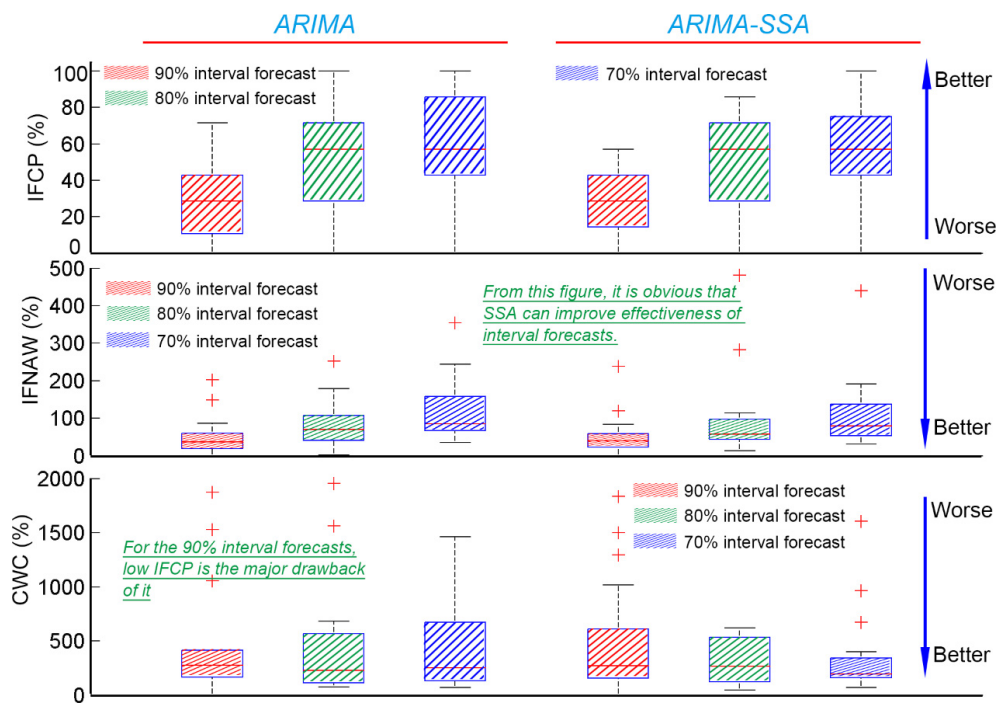 ARIMA
ARIMA-SSA
IFCP (%)
100
80
60
40
20
0
90% interval forecast
80% interval forecast
70% interval forecast
Better
Worse
IFNAW (%)
500
400
300
200
100
0
90% interval forecast
80% interval forecast
70% interval forecast
From this figure, it is obvious that
SSA can improve effectiveness of
interval forecasts.
Worse
Better
CWC (%)
2000
1500
1000
500
0
For the 90% interval forecasts,
low IFCP is the major drawback
of it
90% interval forecast
80% interval forecast
70% interval forecast
Worse
Better